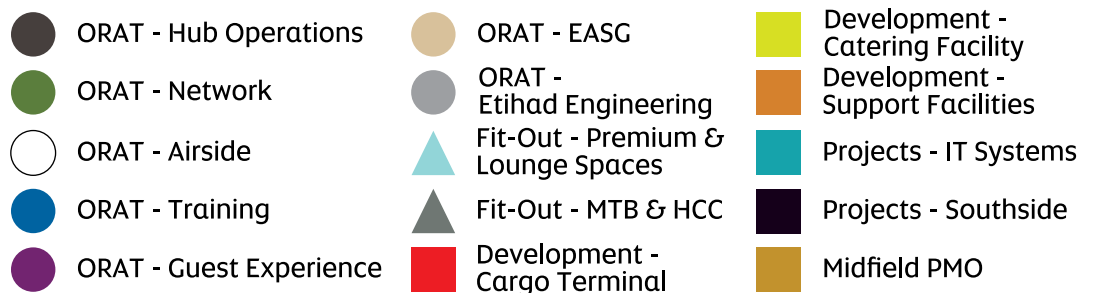 ORAT - Hub Operations
ORAT - Network
ORAT - Airside
ORAT - Training
ORAT - Guest Experience
ORAT - EASG
ORAT -
Etihad Engineering
Fit-Out - Premium &
Lounge Spaces
Fit-Out - MTB & HCC
Development -
Cargo Terminal
Development -
Catering Facility
Development -
Support Facilities
Projects - IT Systems
Projects - Southside
Midfield PMO